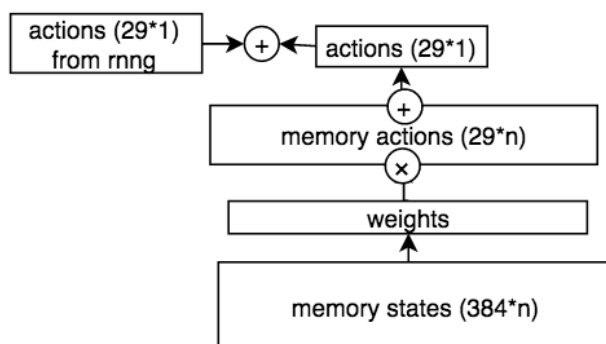 actions (29*1)
from rnng
+
actions (29*1)
+
memory actions (29*n)
×
weights
memory states (384*n)